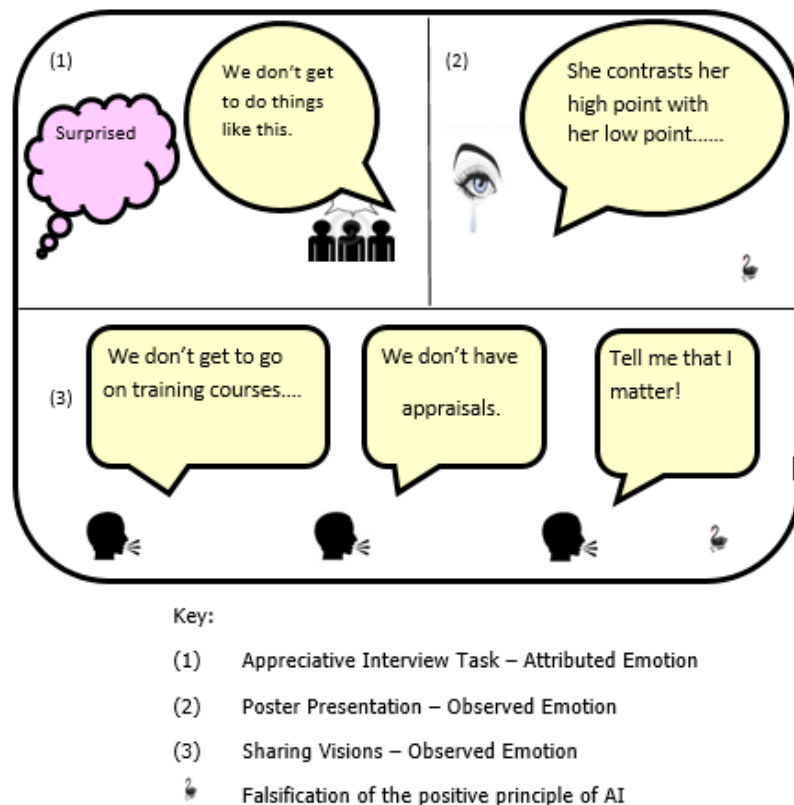 (1)
Surprised
We don't get
to do things
like this.
(2)
She contrasts her
high point with
her low point......
(3)
We don't get to go
on training courses....
We don't have
appraisals.
Tell me that I
matter!
Key:
(1) Appreciative Interview Task – Attributed Emotion
(2) Poster Presentation – Observed Emotion
(3) Sharing Visions – Observed Emotion
Falsification of the positive principle of AI